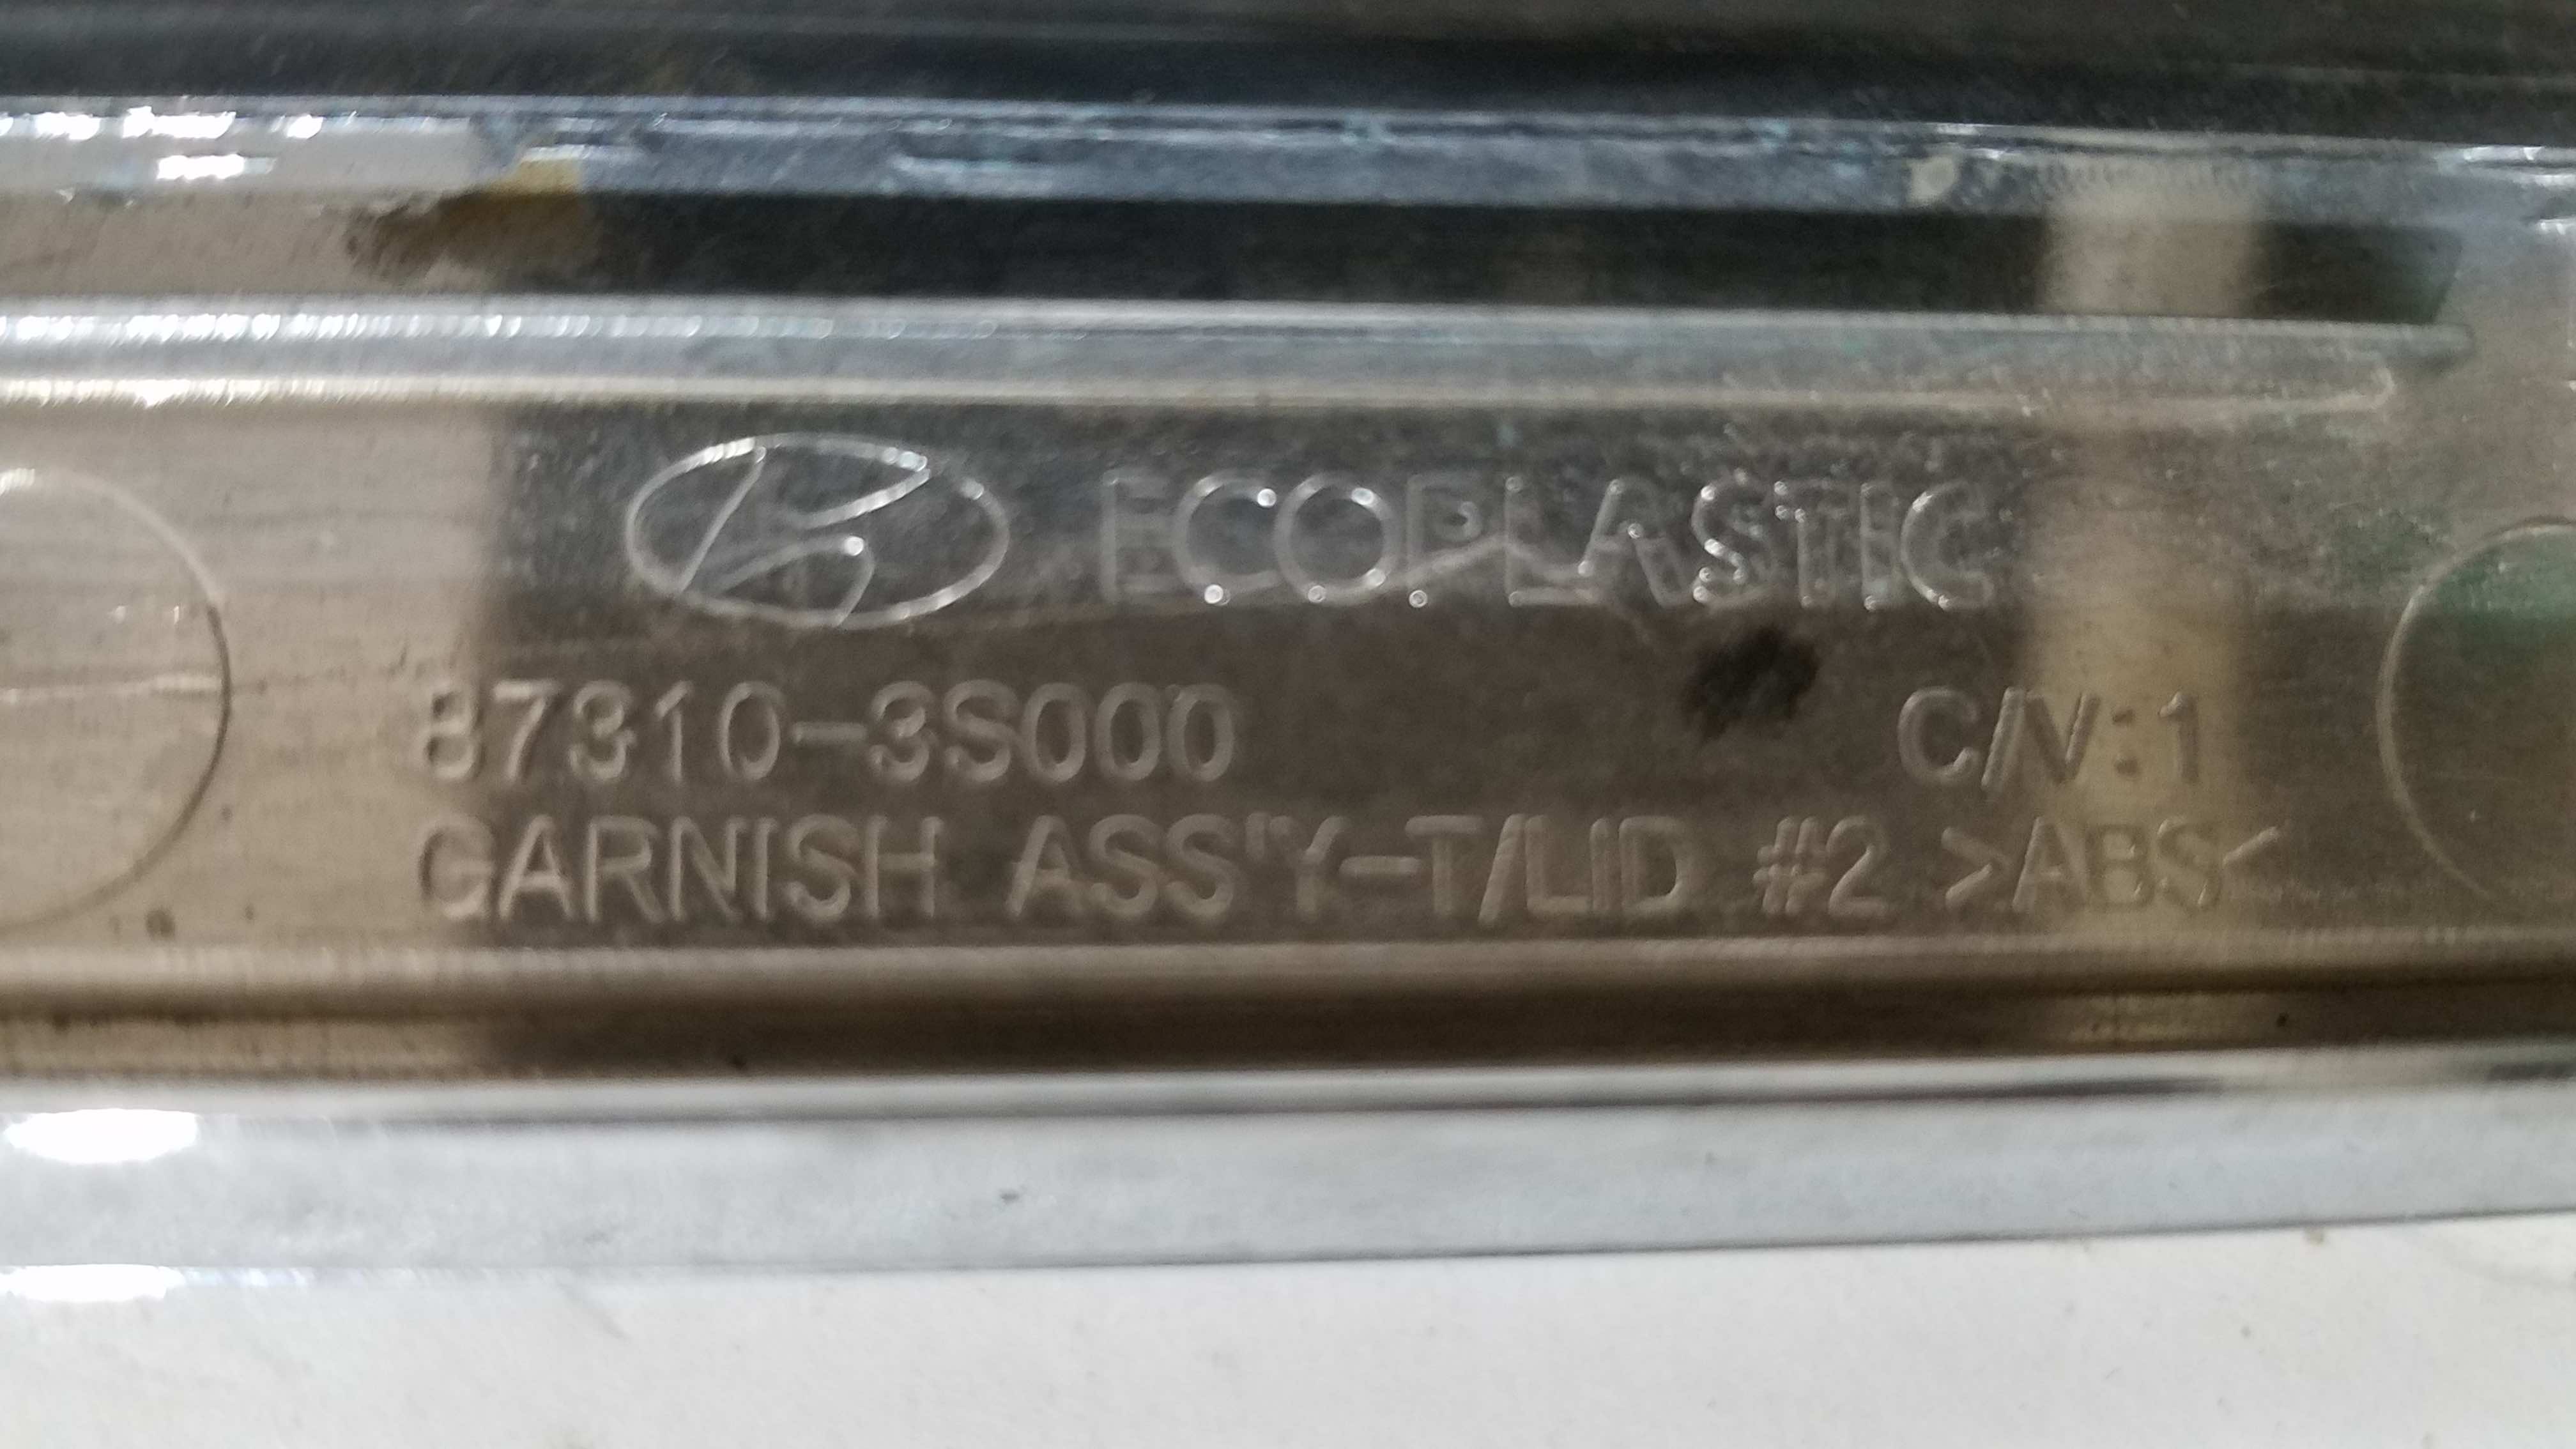 ECOPLASTIC
87310-3S000 C/V:1
GARNISH ASS'Y-T/LID #2 >ABS<